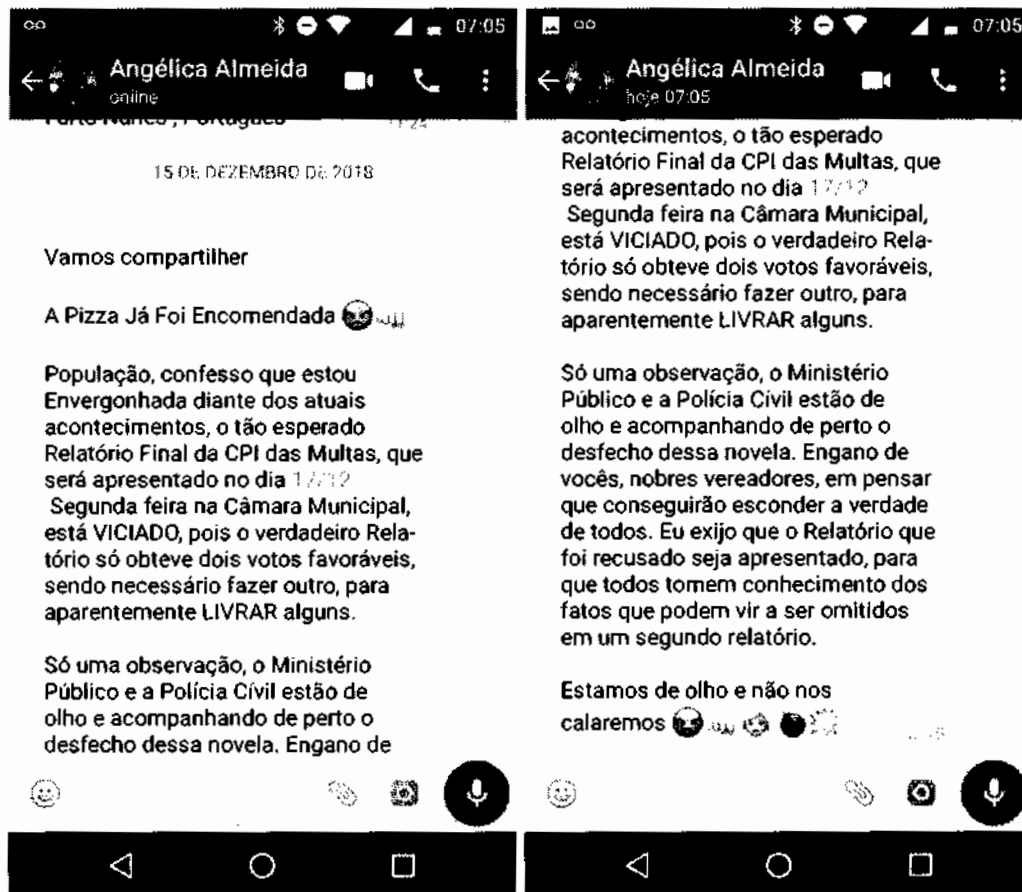 07:05
Angélica Almeida
online
15 DE DEZEMBRO DE 2018
Vamos compartilher
A Pizza Já Foi Encomendada
População, confesso que estou
Envergonhada diante dos atuais
acontecimentos, o tão esperado
Relatório Final da CPI das Multas, que
será apresentado no dia 17/12
Segunda feira na Câmara Municipal,
está VICIADO, pois o verdadeiro Rela-
tório só obteve dois votos favoráveis,
sendo necessário fazer outro, para
aparentemente LIVRAR alguns.
Só uma observação, o Ministério
Público e a Polícia Cívil estão de
olho e acompanhando de perto o
desfecho dessa novela. Engano de
07:05
Angélica Almeida
hoje 07:05
acontecimentos, o tão esperado
Relatório Final da CPI das Multas, que
será apresentado no dia 17/12
Segunda feira na Câmara Municipal,
está VICIADO, pois o verdadeiro Rela-
tório só obteve dois votos favoráveis,
sendo necessário fazer outro, para
aparentemente LIVRAR alguns.
Só uma observação, o Ministério
Público e a Polícia Cívil estão de
olho e acompanhando de perto o
desfecho dessa novela. Engano de
vocês, nobres vereadores, em pensar
que conseguirão esconder a verdade
de todos. Eu exijo que o Relatório que
foi recusado seja apresentado, para
que todos tomem conhecimento dos
fatos que podem vir a ser omitidos
em um segundo relatório.
Estamos de olho e não nos
calaremos